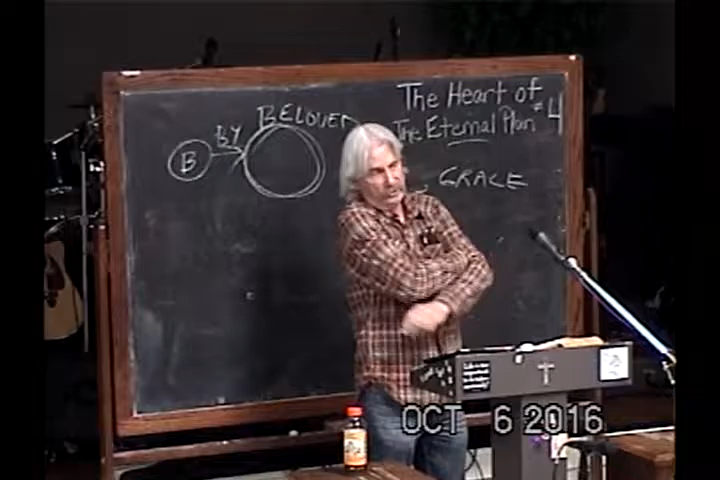 The Heart of
The Eternal Plan #4
BELOVED
BY
B
GRACE
OCT 6 2016